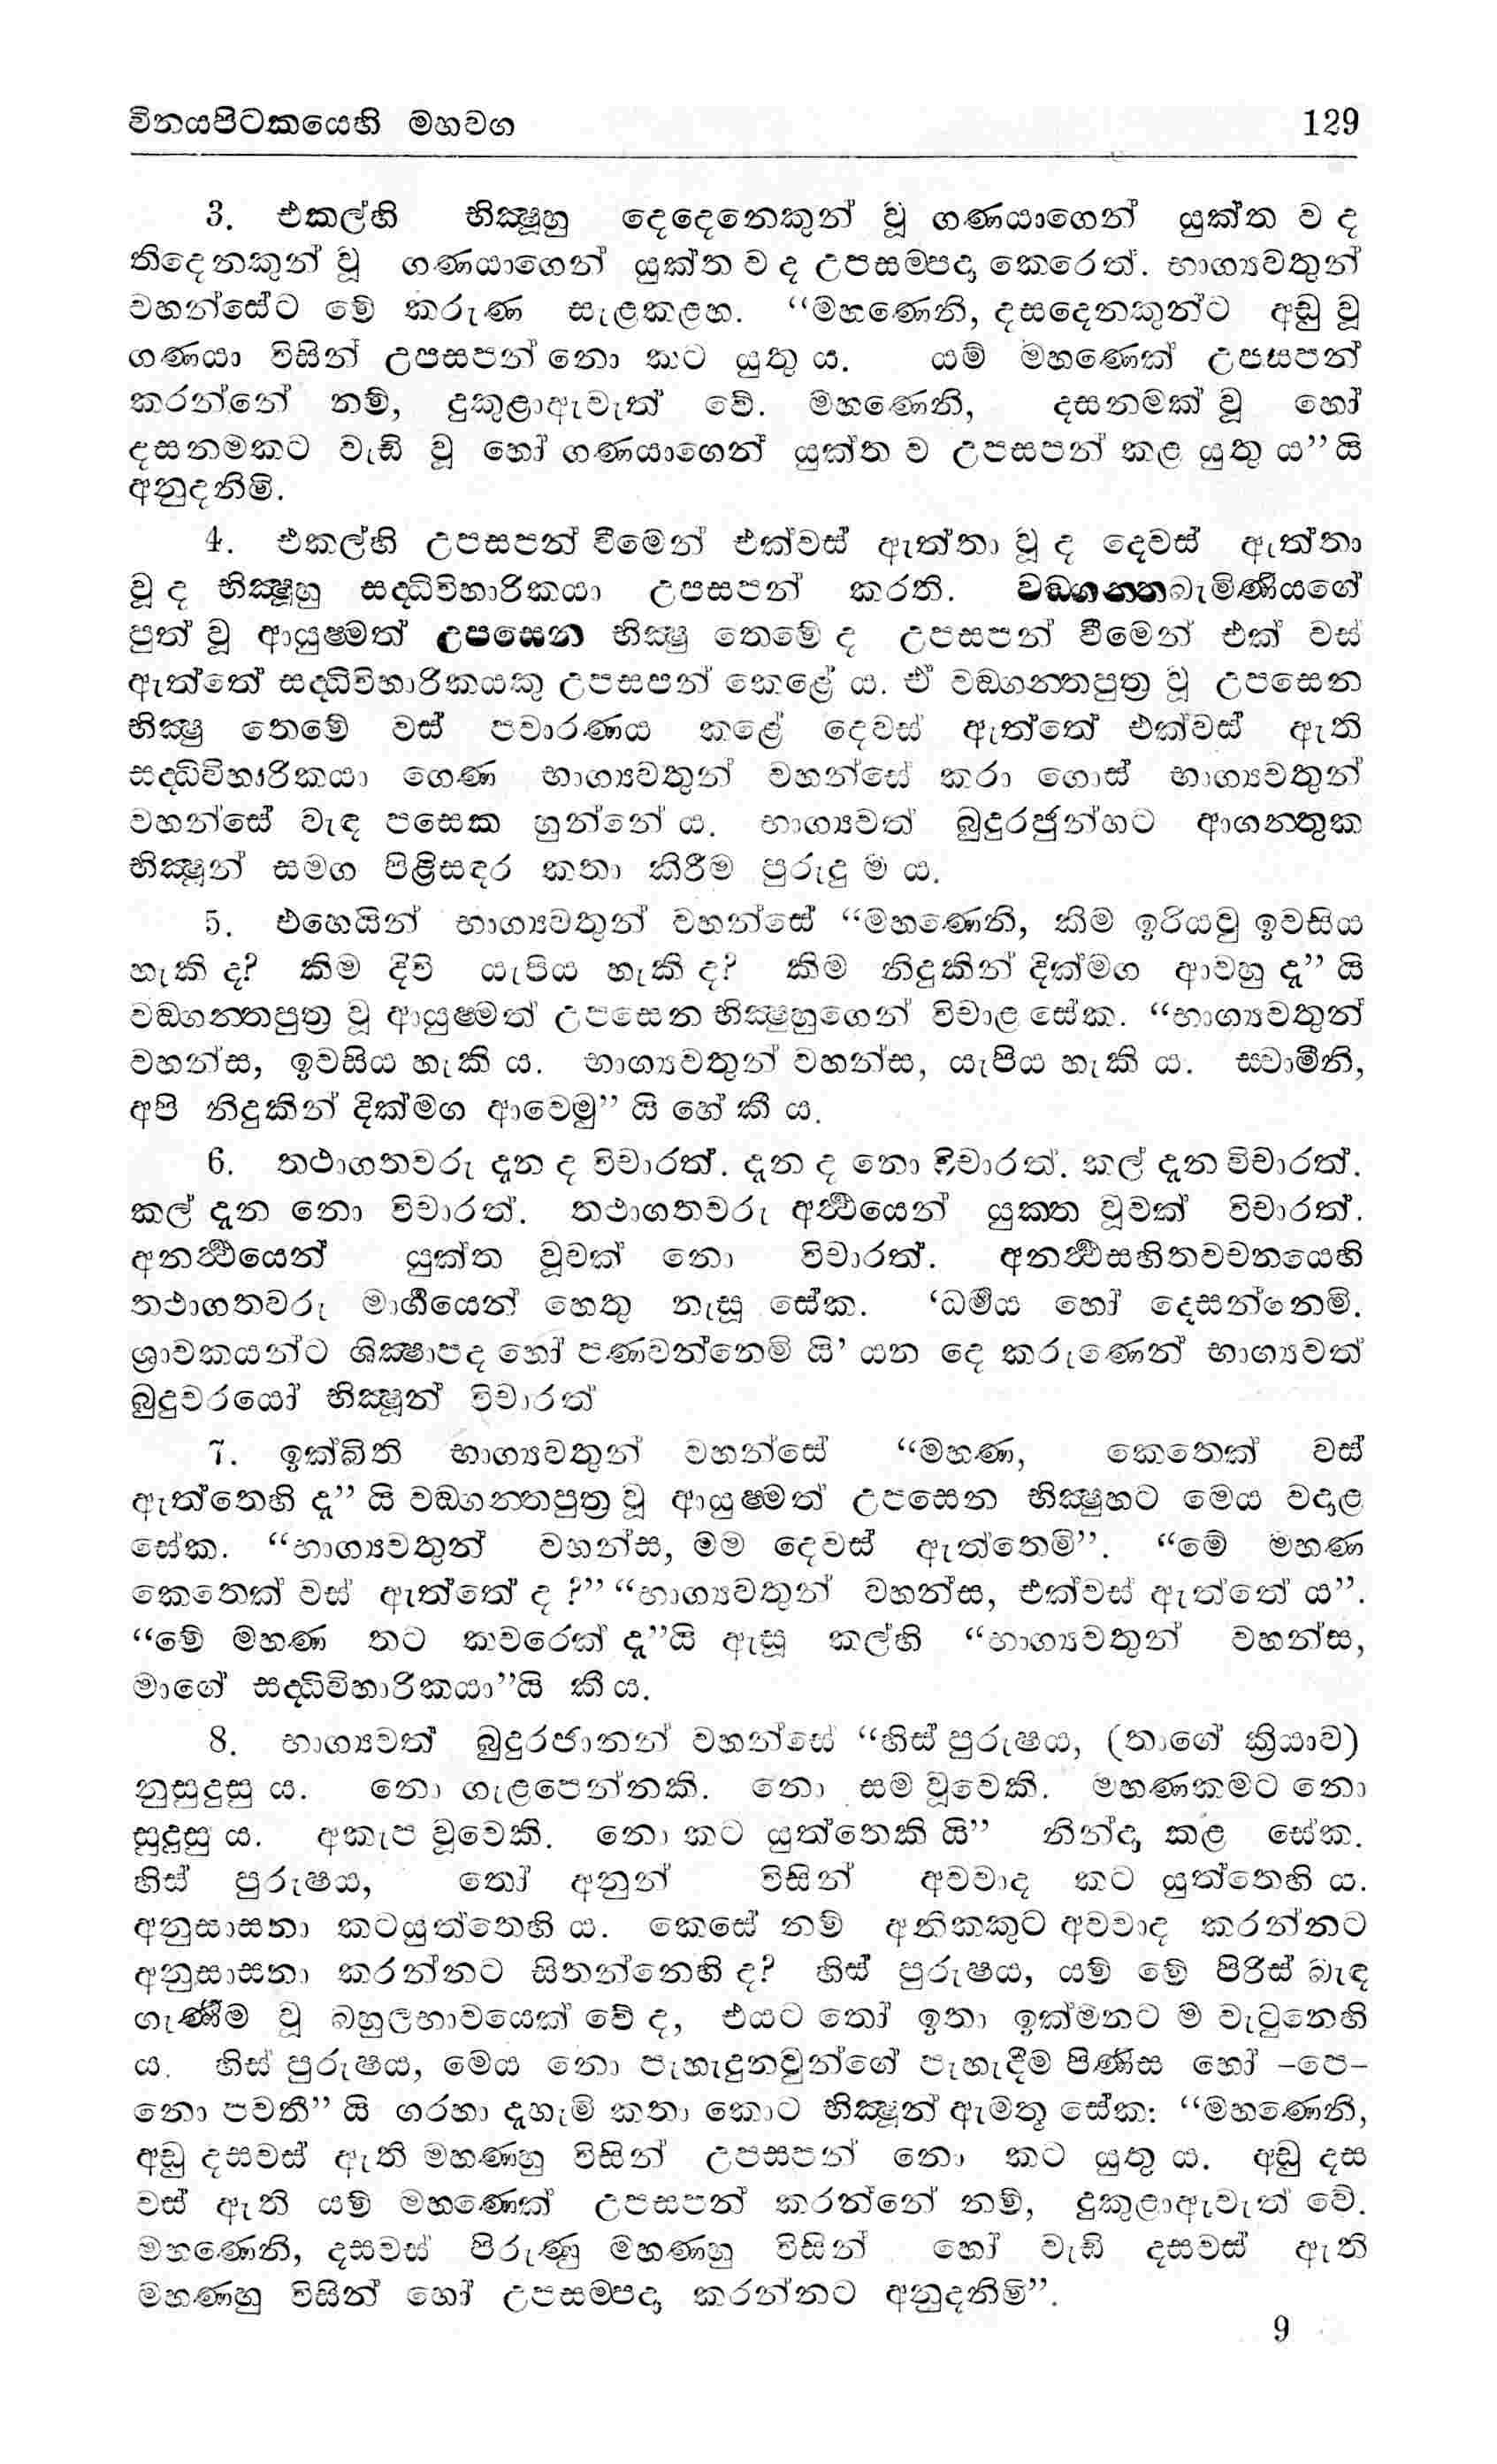 විනයපිටකයෙහි මහවග 129
3. එකල්හි භික්‍ෂූහු දෙදෙනෙකුන් වූ ගණයාගෙන් යුක්ත ව ද
තිදෙනකුන් වූ ගණයාගෙන් යුක්ත ව ද උපසම්පදා කෙරෙත්. භාග්‍යවතුන්
වහන්සේට මේ කරුණ සැළකළහ. “මහණෙනි, දසදෙනකුන්ට අඩු වූ
ගණයා විසින් උපසපන් නො කට යුතු ය. යම් මහණෙක් උපසපන්
කරන්නේ නම්, දුකුළාඇවැත් වේ. මහණෙනි, දසනමක් වූ හෝ
දසනමකට වැඩි වූ හෝ ගණයාගෙන් යුක්ත ව උපසපන් කළ යුතු ය” යි
අනුදනිමි.
4. එකල්හි උපසපන් වීමෙන් එක්වස් ඇත්තා වූ ද දෙවස් ඇත්තා
වූ ද භික්‍ෂූහු සද්ධිවිහාරිකයා උපසපන් කරති. වඞ්ගන්තබැමිණියගේ
පුත් වූ ආයුෂ්මත් උපසෙන භික්‍ෂු තෙමේ ද උපසපන් වීමෙන් එක් වස්
ඇත්තේ සද්ධිවිහාරිකයකු උපසපන් කෙළේ ය. ඒ වඞ්ගන්තපුත්‍ර වූ උපසෙන
භික්‍ෂු තෙමේ වස් පවාරණය කළේ දෙවස් ඇත්තේ එක්වස් ඇති
සද්ධිවිහාරිකයා ගෙණ භාග්‍යවතුන් වහන්සේ කරා ගොස් භාග්‍යවතුන්
වහන්සේ වැඳ පසෙක හුන්නේ ය. භාග්‍යවත් බුදුරජුන්හට ආගන්තුක
භික්‍ෂූන් සමග පිළිසඳර කතා කිරීම පුරුදු ම ය.
5. එහෙයින් භාග්‍යවතුන් වහන්සේ “මහණෙනි, කිම ඉරියවු ඉවසිය
හැකි ද? කිම දිවි යැපිය හැකි ද? කිම නිදුකින් දික්මග ආවහු දැ” යි
වඞ්ගන්තපුත්‍ර වූ ආයුෂ්මත් උපසෙන භික්‍ෂුහුගෙන් විචාළ සේක. “භාග්‍යවතුන්
වහන්ස, ඉවසිය හැකි ය. භාග්‍යවතුන් වහන්ස, යැපිය හැකි ය. ස්වාමීනි,
අපි නිදුකින් දික්මග ආවෙමු” යි හේ කී ය.
6. තථාගතවරු දැන ද විචාරත්. දැන ද නො විචාරත්. කල් දැන විචාරත්.
කල් දැන නො විචාරත්. තථාගතවරු අර්‍ථයෙන් යුක්ත වූවක් විචාරත්.
අනර්‍ථයෙන් යුක්ත වූවක් නො විචාරත්. අනර්‍ථසහිතවචනයෙහි
තථාගතවරු මාර්‍ගයෙන් හෙතු නැසූ සේක. ‘ධර්‍මය හෝ දෙසන්නෙමි.
ශ්‍රාවකයන්ට ශික්‍ෂාපද හෝ පණවන්නෙමි යි’ යන දෙ කරුණෙන් භාග්‍යවත්
බුදුවරයෝ භික්‍ෂූන් විචාරත්
7. ඉක්බිති භාග්‍යවතුන් වහන්සේ “මහණ, කෙතෙක් වස්
ඇත්තෙහි දැ” යි වඞ්ගන්තපුත්‍ර වූ ආයුෂ්මත් උපසෙන භික්‍ෂුහට මෙය වදාළ
සේක. “භාග්‍යවතුන් වහන්ස, මම දෙවස් ඇත්තෙමි”. “මේ මහණ
කෙතෙක් වස් ඇත්තේ ද ?” “භාග්‍යවතුන් වහන්ස, එක්වස් ඇත්තේ ය”.
“මේ මහණ තට කවරෙක් දැ”යි ඇසූ කල්හි “භාග්‍යවතුන් වහන්ස,
මාගේ සද්ධිවිහාරිකයා”යි කී ය.
8. භාග්‍යවත් බුදුරජානන් වහන්සේ “හිස් පුරුෂය, (තාගේ ක්‍රියාව)
නුසුදුසු ය. නො ගැළපෙන්නකි. නො සම වූවෙකි. මහණකමට නො
සුදුසු ය. අකැප වූවෙකි. නො කට යුත්තෙකි යි” නින්දා කළ සේක.
හිස් පුරුෂය, තෝ අනුන් විසින් අවවාද කට යුත්තෙහි ය.
අනුසාසනා කටයුත්තෙහි ය. කෙසේ නම් අනිකකුට අවවාද කරන්නට
අනුසාසනා කරන්නට සිතන්නෙහි ද? හිස් පුරුෂය, යම් මේ පිරිස් බැඳ
ගැණීම වූ බහුලභාවයෙක් වේ ද, එයට තෝ ඉතා ඉක්මනට ම වැටුනෙහි
ය. හිස් පුරුෂය, මෙය නො පැහැදුනවුන්ගේ පැහැදීම පිණිස හෝ –පෙ–
නො පවතී” යි ගරහා දැහැමි කතා කොට භික්‍ෂූන් ඇමතූ සේක: “මහණෙනි,
අඩු දසවස් ඇති මහණහු විසින් උපසපන් නො කට යුතු ය. අඩු දස
වස් ඇති යම් මහණෙක් උපසපන් කරන්නේ නම්, දුකුළාඇවැත් වේ.
මහණෙනි, දසවස් පිරුණු මහණහු විසින් හෝ වැඩි දසවස් ඇති
මහණහු විසින් හෝ උපසම්පදා කරන්නට අනුදනිමි”.
9